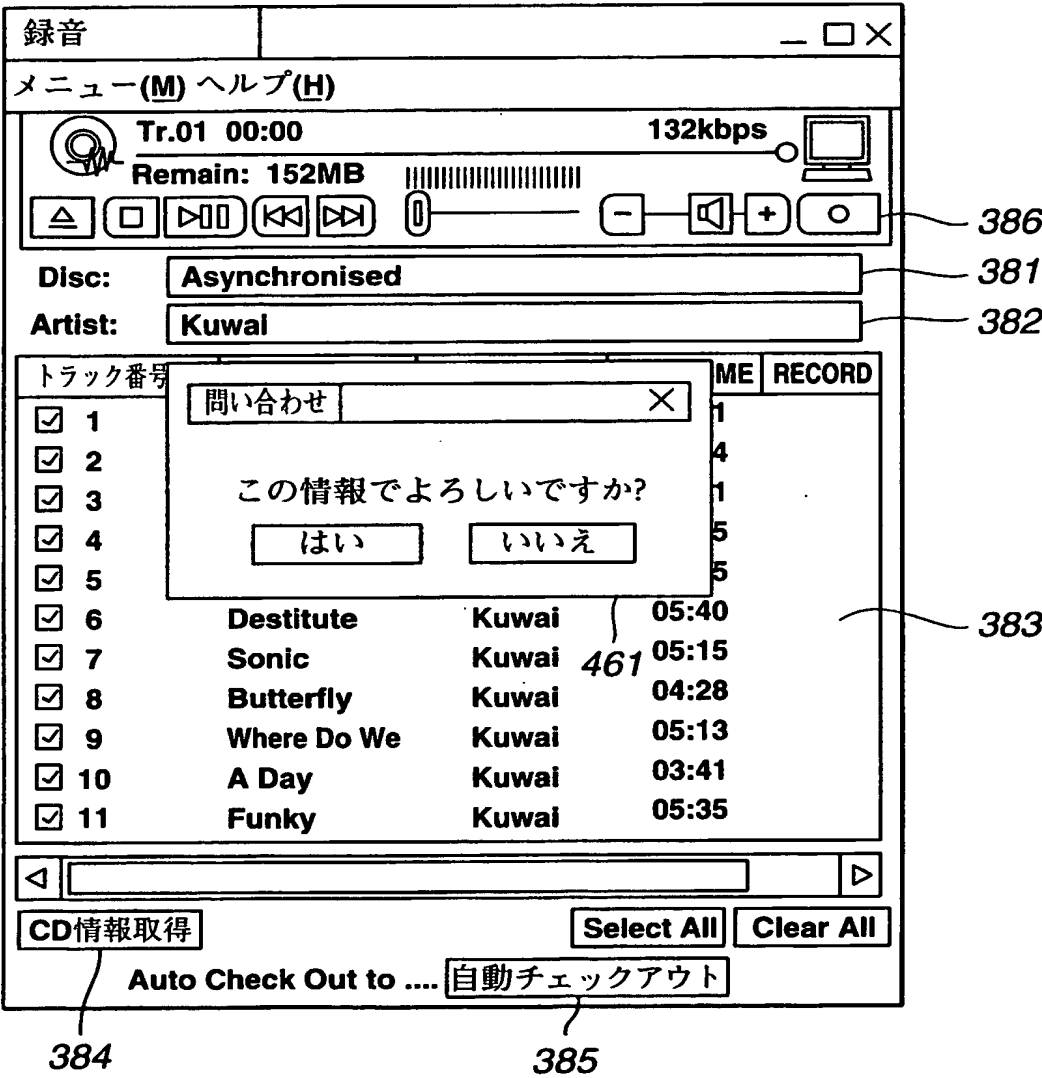 録音
メニュー(M) ヘルプ(H)
Tr.01 00:00 132kbps
Remain: 152MB
386
Disc: Asynchronised
381
Artist: Kuwai
382
トラック番号 ME RECORD
問い合わせ
1 1
2 4
3 1
この情報でよろしいですか?
4 5
はい いいえ
5 5
6 Destitute Kuwai 05:40
383
7 Sonic Kuwai 05:15
461
8 Butterfly Kuwai 04:28
9 Where Do We Kuwai 05:13
10 A Day Kuwai 03:41
11 Funky Kuwai 05:35
CD情報取得 Select All Clear All
Auto Check Out to .... 自動チェックアウト
384 385